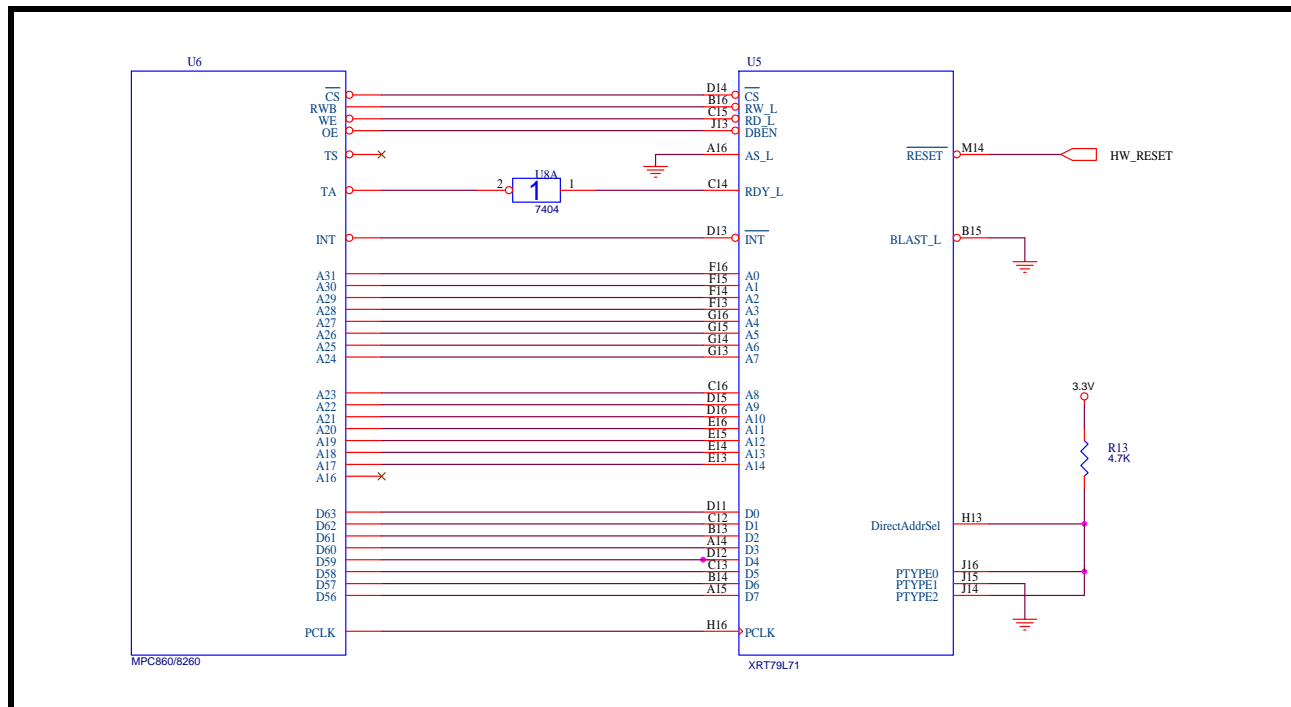 U6 U5
CS D14 CS
RWB B16 RW_L
WE C15 RD_L
OE J13 DBEN
TS A16 AS_L RESET M14 HW_RESET
U8A
TA 2 1 1 C14 RDY_L
7404
INT D13 INT BLAST_L B15
A31 F16 A0
A30 F15 A1
A29 F14 A2
A28 F13 A3
A27 G16 A4
A26 G15 A5
A25 G14 A6
A24 G13 A7
3.3V
A23 C16 A8
A22 D15 A9
A21 D16 A10
A20 E16 A11
A19 E15 A12
A18 E14 A13
A17 E13 A14
A16
R13
4.7K
D63 D11 D0
D62 C12 D1
D61 B13 D2
D60 A14 D3
D59 D12 D4
D58 C13 D5
D57 B14 D6
D56 A15 D7
DirectAddrSel H13
PTYPE0 J16
PTYPE1 J15
PTYPE2 J14
PCLK H16 PCLK
MPC860/8260 XRT79L71